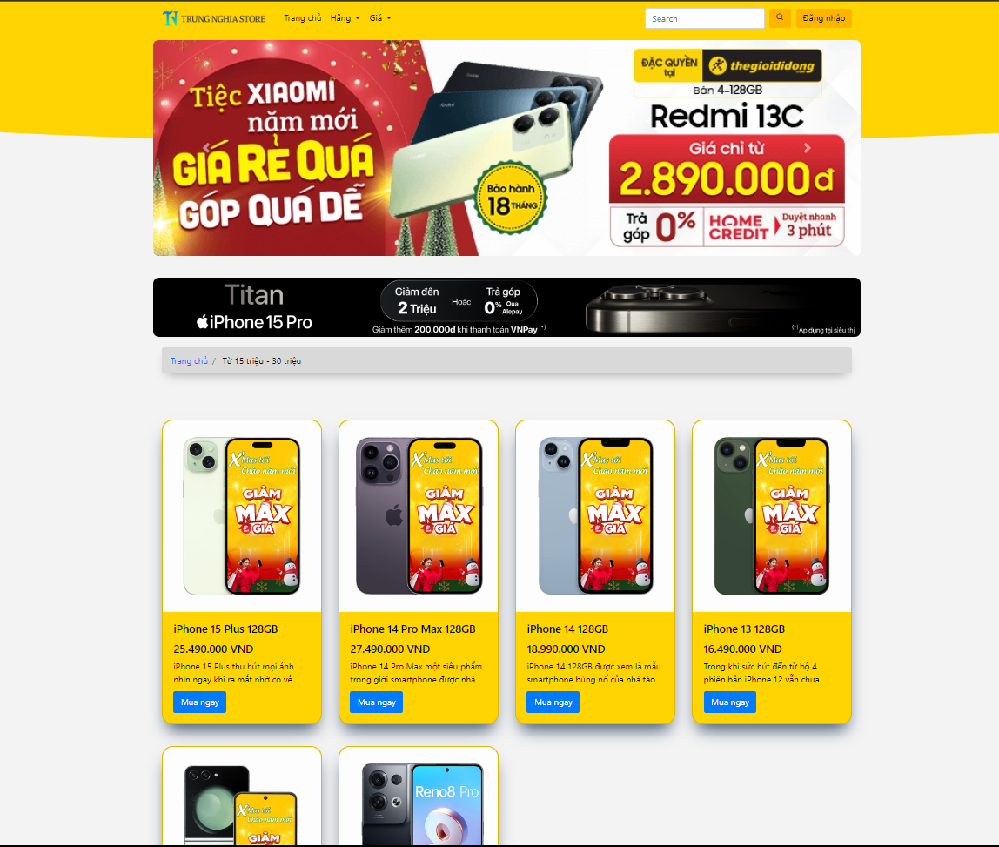 TN TRUNG NGHIA STORE
Trang chủ
Hãng
Giá
Search
Đăng nhập
Tiệc XIAOMI
năm mới
GIÁ RẺ QUÁ
GÓP QUÁ DỄ
Redmi
Bảo hành
18 THÁNG
ĐẶC QUYỀN
tại
thegioididong
.com
Bản 4-128GB
Redmi 13C
Giá chỉ từ
2.890.000đ
Trả
góp
0%
HOME
CREDIT
Duyệt nhanh
3 phút
Titan
iPhone 15 Pro
Giảm đến
2 Triệu
Hoặc
Trả góp
0% Qua
Alepay
Giảm thêm 200.000đ khi thanh toán VNPay (*)
(*) Áp dụng tại siêu thị
Trang chủ / Từ 15 triệu - 30 triệu
X'Mas tới
Chào năm mới
GIẢM
MAX
GIÁ
X'Mas tới
Chào năm mới
GIẢM
MAX
GIÁ
X'Mas tới
Chào năm mới
GIẢM
MAX
GIÁ
X'Mas tới
Chào năm mới
GIẢM
MAX
GIÁ
iPhone 15 Plus 128GB
25.490.000 VNĐ
iPhone 15 Plus thu hút mọi ánh
nhìn ngay khi ra mắt nhờ có vẻ...
Mua ngay
iPhone 14 Pro Max 128GB
27.490.000 VNĐ
iPhone 14 Pro Max một siêu phẩm
trong giới smartphone được nhà...
Mua ngay
iPhone 14 128GB
18.990.000 VNĐ
iPhone 14 128GB được xem là mẫu
smartphone bùng nổ của nhà táo...
Mua ngay
iPhone 13 128GB
16.490.000 VNĐ
Trong khi sức hút đến từ bộ 4
phiên bản iPhone 12 vẫn chưa...
Mua ngay
X'Mas tới
Chào năm mới
GIẢM
Reno8 Pro